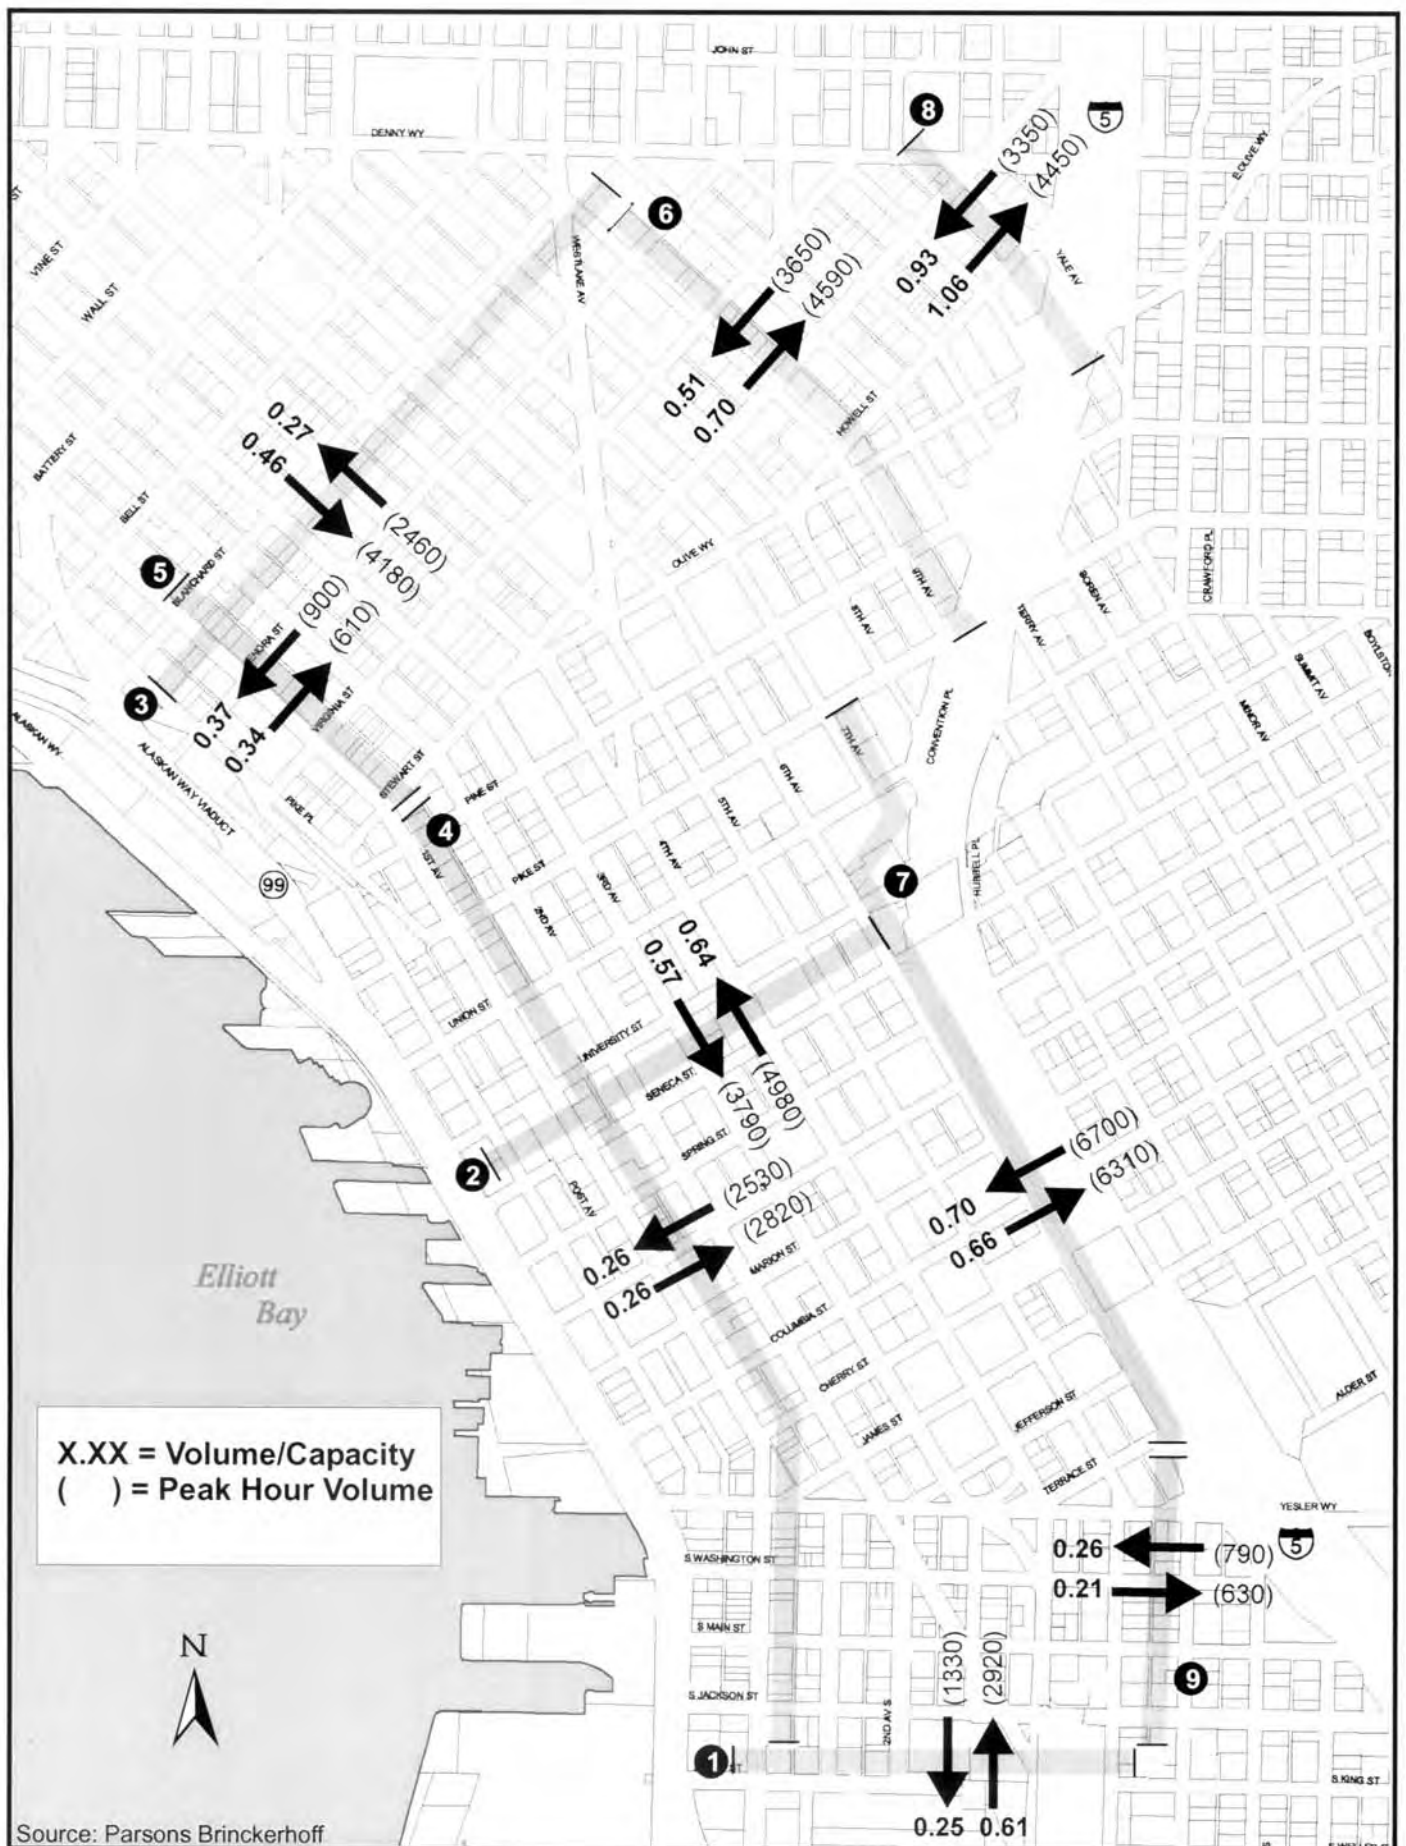 JOHN ST
DENNY WY
8
5
(3350)
(4450)
0.93
1.06
E OLIVE WY
YALE AV
6
WESTLAKE AV
(3650)
(4590)
0.51
0.70
HOWELL ST
ST
VINE ST
WALL ST
BATTERY ST
BELL ST
0.27
0.46
(2460)
(4180)
5
BLANCHARD ST
(900)
(610)
3
0.37
0.34
VIRGINIA ST
STEWART ST
OLIVE WY
9TH AV
8TH AV
TERRY AV
BOREN AV
CRAWFORD PL
SUMMIT AV
MINOR AV
ALASKAN WY
ALASKAN WAY VIADUCT
PIKE PL
PINE ST
4
1ST AV
PIKE ST
2ND AV
3RD AV
4TH AV
5TH AV
6TH AV
7TH AV
CONVENTION PL
HUBBELL PL
7
99
UNION ST
UNIVERSITY ST
SENECA ST
SPRING ST
0.64
0.57
(4980)
(3790)
2
POST AV
(2530)
(2820)
0.26
0.26
MARION ST
COLUMBIA ST
CHERRY ST
JAMES ST
JEFFERSON ST
TERRACE ST
(6700)
(6310)
0.70
0.66
ALDER ST
YESLER WY
Elliott
Bay
X.XX = Volume/Capacity
( ) = Peak Hour Volume
S WASHINGTON ST
S MAIN ST
S JACKSON ST
2ND AV S
0.26
(790)
5
0.21
(630)
(1330)
(2920)
9
N
1
ST
S KING ST
0.25
0.61
Source: Parsons Brinckerhoff